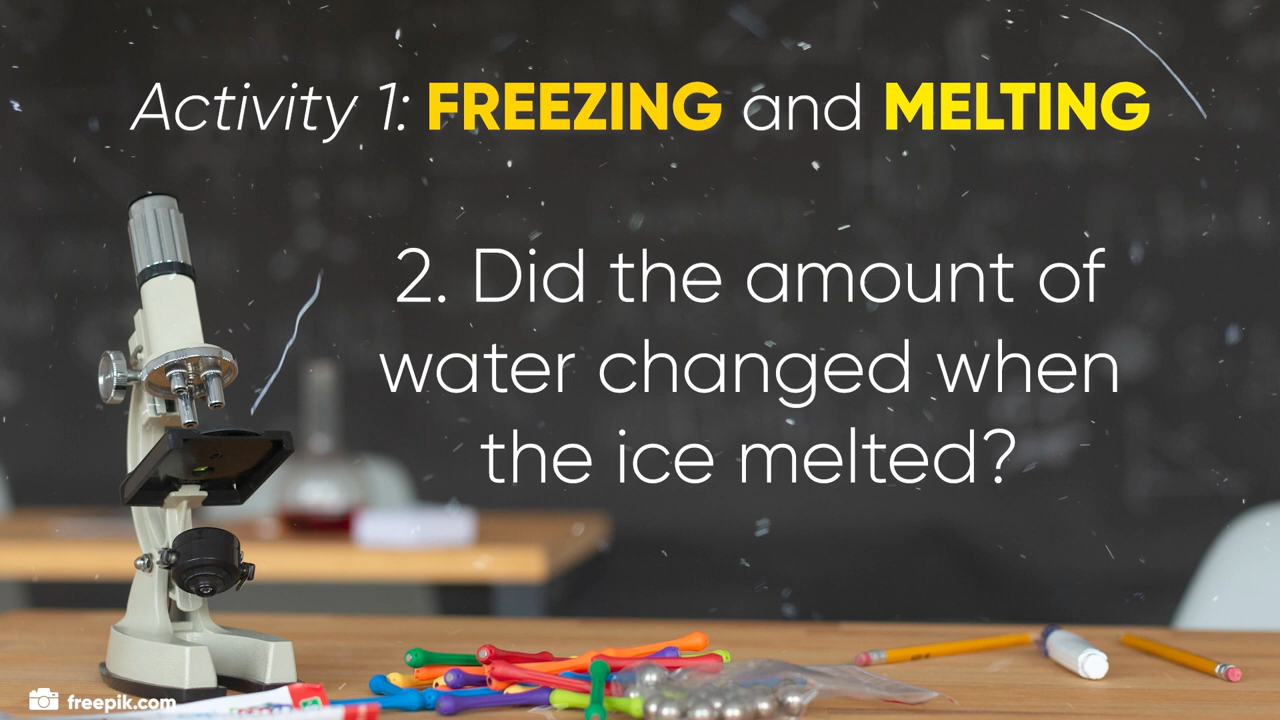 Activity 1: FREEZING and MELTING
2. Did the amount of
water changed when
the ice melted?
freepik.com